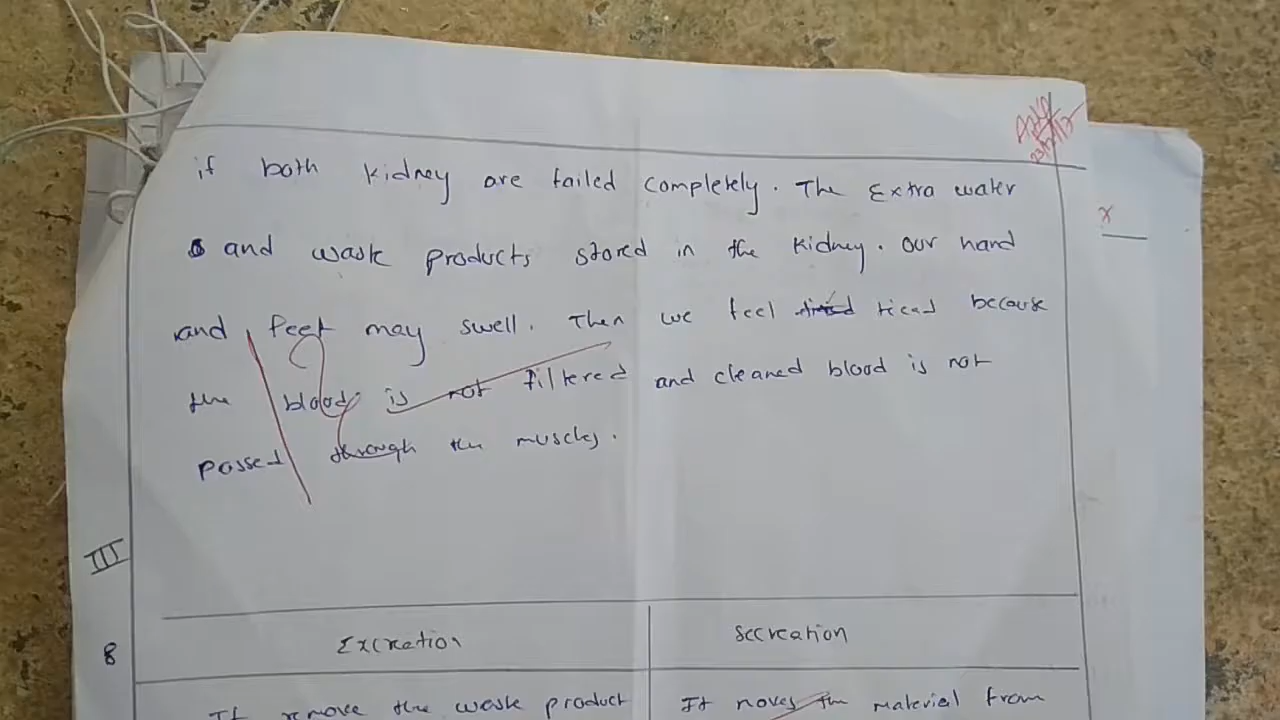 if both kidney are failed completely. The Extra water
and waste products stored in the kidney. Our hand
and feet may swell. Then we feel tired because
the blood is not filtered and cleaned blood is not
passed through the muscles.
III
8
Excretion
Secreation
It remove the waste product
It moves the material from
x